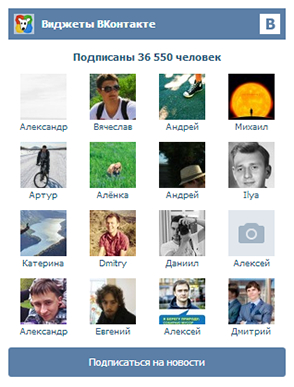 Виджеты ВКонтакте
В
Подписаны 36 550 человек
Александр Вячеслав Андрей Михаил
Артур Алёнка Андрей Ilya
Катерина Dmitry Даниил Алексей
Александр Евгений Алексей Дмитрий
Подписаться на новости